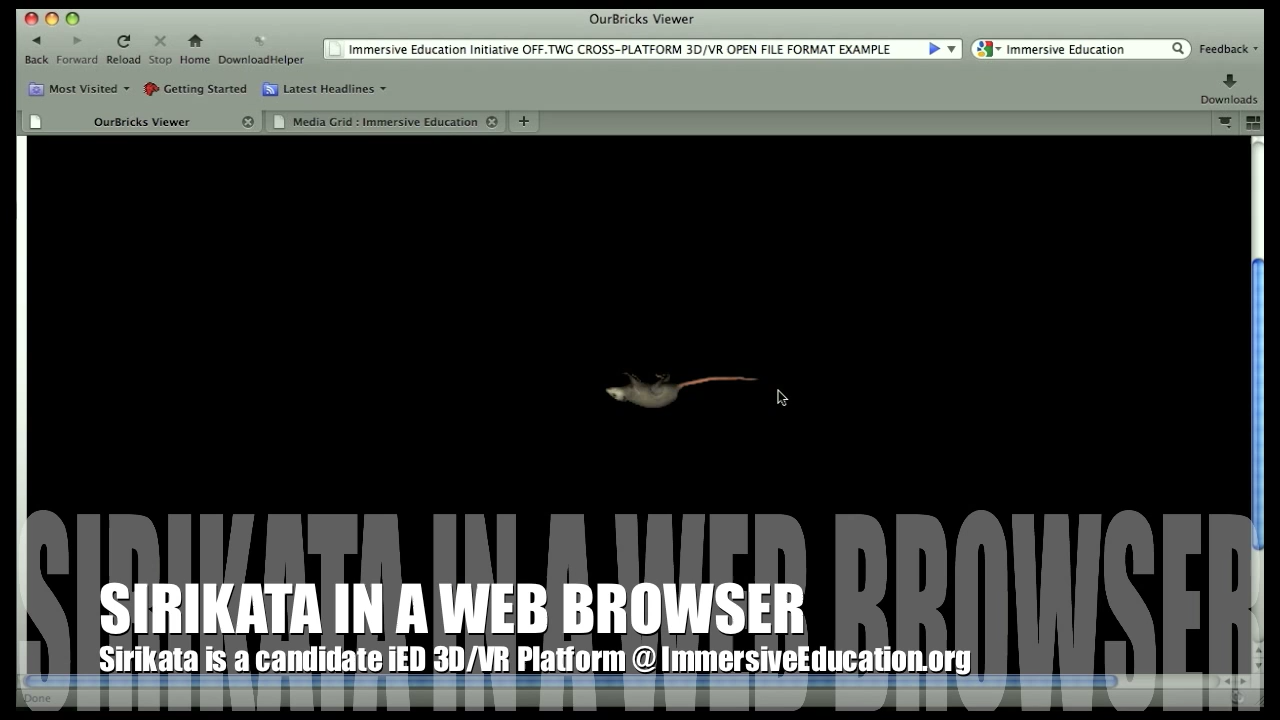 OurBricks Viewer
Back Forward Reload Stop Home DownloadHelper
Immersive Education Initiative OFF.TWG CROSS-PLATFORM 3D/VR OPEN FILE FORMAT EXAMPLE
Immersive Education
Feedback
Most Visited Getting Started Latest Headlines
Downloads
OurBricks Viewer
Media Grid : Immersive Education
SIRIKATA IN A WEB BROWSER
SIRIKATA IN A WEB BROWSER
Sirikata is a candidate iED 3D/VR Platform @ ImmersiveEducation.org
Done